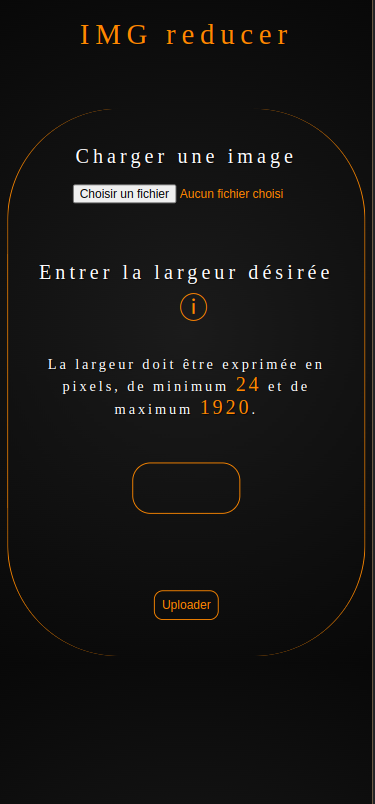 IMG reducer
Charger une image
Choisir un fichier Aucun fichier choisi
Entrer la largeur désirée
i
La largeur doit être exprimée en
pixels, de minimum 24 et de
maximum 1920.
Uploader